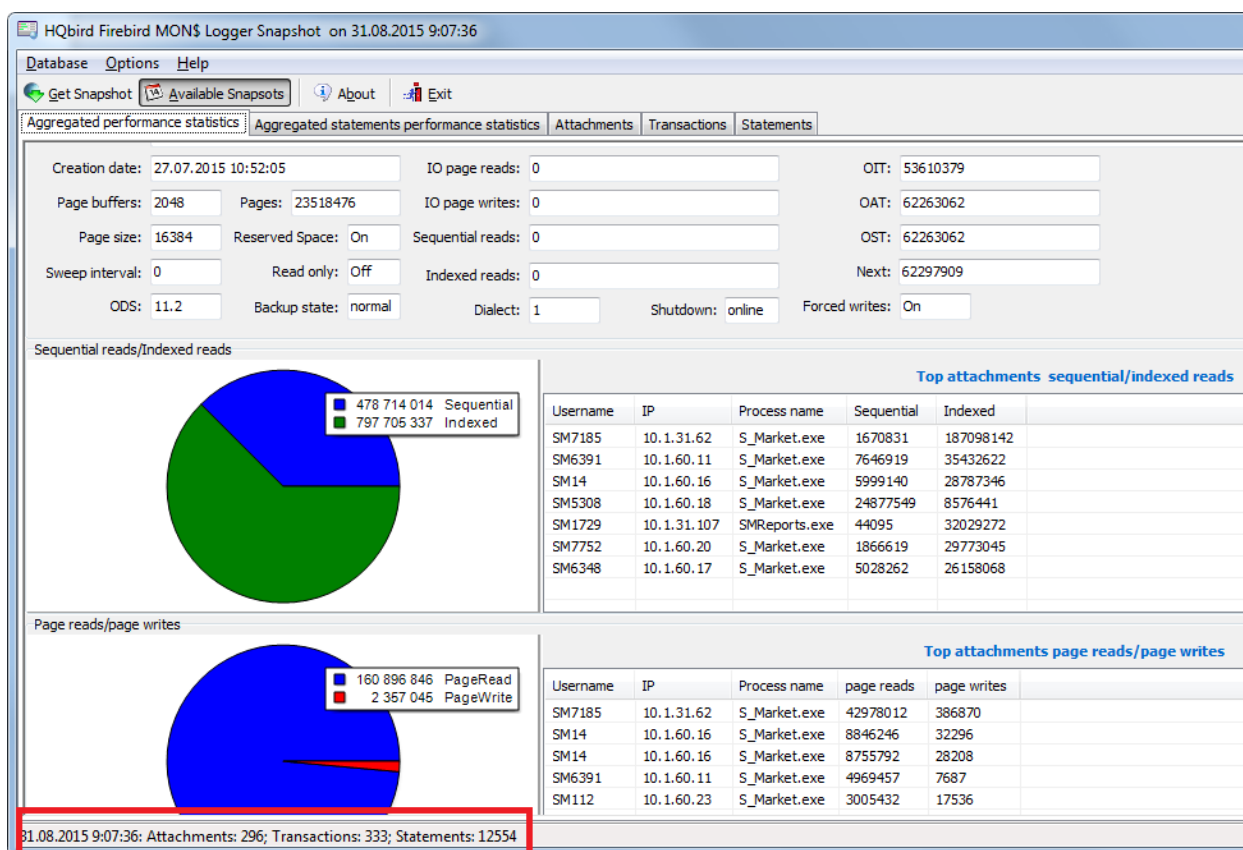 HQbird Firebird MON$ Logger Snapshot on 31.08.2015 9:07:36
Database Options Help
Get Snapshot Available Snapsots About Exit
Aggregated performance statistics Aggregated statements performance statistics Attachments Transactions Statements
Creation date: 27.07.2015 10:52:05 IO page reads: 0 OIT: 53610379
Page buffers: 2048 Pages: 23518476 IO page writes: 0 OAT: 62263062
Page size: 16384 Reserved Space: On Sequential reads: 0 OST: 62263062
Sweep interval: 0 Read only: Off Indexed reads: 0 Next: 62297909
ODS: 11.2 Backup state: normal Dialect: 1 Shutdown: online Forced writes: On
Sequential reads/Indexed reads
478 714 014 Sequential
797 705 337 Indexed
Top attachments sequential/indexed reads
Username IP Process name Sequential Indexed
SM7185 10.1.31.62 S_Market.exe 1670831 187098142
SM6391 10.1.60.11 S_Market.exe 7646919 35432622
SM14 10.1.60.16 S_Market.exe 5999140 28787346
SM5308 10.1.60.18 S_Market.exe 24877549 8576441
SM1729 10.1.31.107 SMReports.exe 44095 32029272
SM7752 10.1.60.20 S_Market.exe 1866619 29773045
SM6348 10.1.60.17 S_Market.exe 5028262 26158068
Page reads/page writes
160 896 846 PageRead
2 357 045 PageWrite
Top attachments page reads/page writes
Username IP Process name page reads page writes
SM7185 10.1.31.62 S_Market.exe 42978012 386870
SM14 10.1.60.16 S_Market.exe 8846246 32296
SM14 10.1.60.16 S_Market.exe 8755792 28208
SM6391 10.1.60.11 S_Market.exe 4969457 7687
SM112 10.1.60.23 S_Market.exe 3005432 17536
31.08.2015 9:07:36: Attachments: 296; Transactions: 333; Statements: 12554